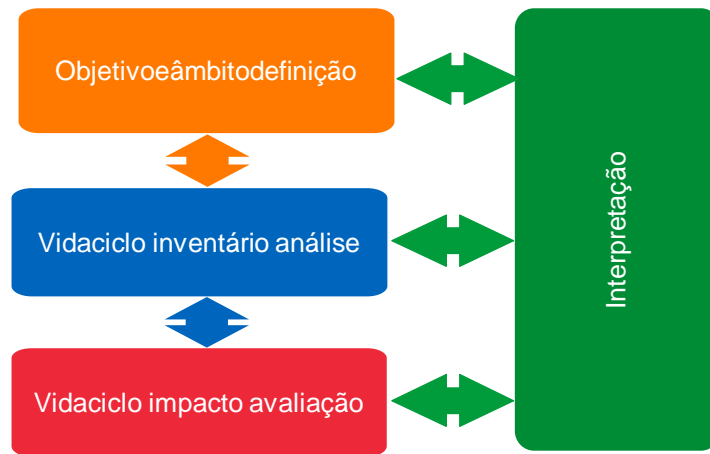 Objetivoeâmbitodefinição
Vidaciclo inventário análise
Vidaciclo impacto avaliação
Interpretação